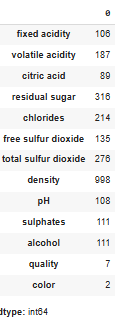 0
fixed acidity 106
volatile acidity 187
citric acid 89
residual sugar 316
chlorides 214
free sulfur dioxide 135
total sulfur dioxide 276
density 998
pH 108
sulphates 111
alcohol 111
quality 7
color 2
dtype: int64